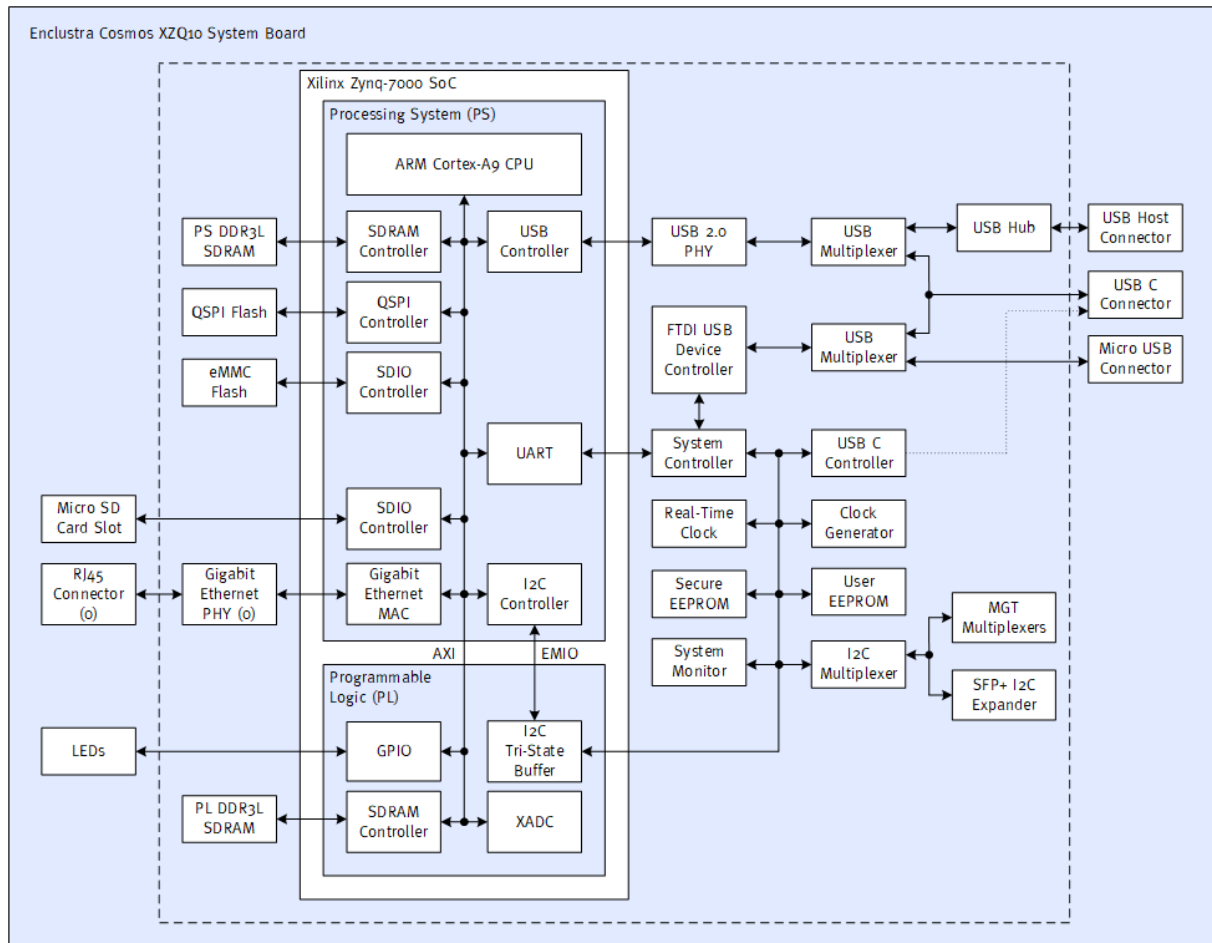 Enclustra Cosmos XZQ10 System Board
Xilinx Zynq-7000 SoC
Processing System (PS)
ARM Cortex-A9 CPU
PS DDR3L
SDRAM
SDRAM
Controller
USB
Controller
USB 2.0
PHY
USB
Multiplexer
USB Hub
USB Host
Connector
QSPI Flash
QSPI
Controller
USB C
Connector
FTDI USB
Device
Controller
USB
Multiplexer
Micro USB
Connector
eMMC
Flash
SDIO
Controller
UART
System
Controller
USB C
Controller
Micro SD
Card Slot
SDIO
Controller
Real-Time
Clock
Clock
Generator
RJ45
Connector
(0)
Gigabit
Ethernet
PHY (0)
Gigabit
Ethernet
MAC
I2C
Controller
Secure
EEPROM
User
EEPROM
MGT
Multiplexers
AXI
EMIO
System
Monitor
I2C
Multiplexer
SFP+ I2C
Expander
Programmable
Logic (PL)
LEDs
GPIO
I2C
Tri-State
Buffer
PL DDR3L
SDRAM
SDRAM
Controller
XADC